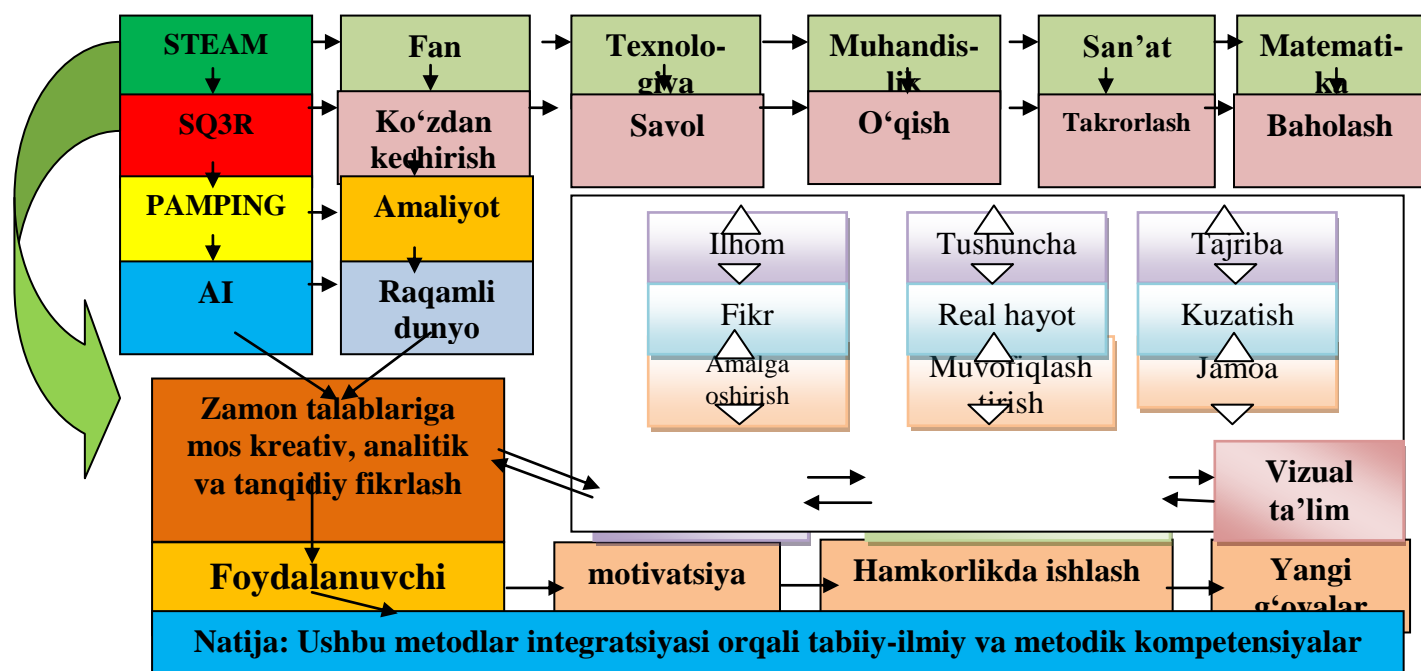 STEAM
Fan
Texnolo-
giya
Muhandis-
lik
San’at
Matemati-
ka
SQ3R
Ko‘zdan
kechirish
Savol
O‘qish
Takrorlash
Baholash
PAMPING
Amaliyot
Ilhom
Tushuncha
Tajriba
AI
Raqamli
dunyo
Fikr
Real hayot
Kuzatish
Amalga
oshirish
Muvofiqlash
tirish
Jamoa
Zamon talablariga
mos kreativ, analitik
va tanqidiy fikrlash
Vizual
ta’lim
Foydalanuvchi
motivatsiya
Hamkorlikda ishlash
Yangi
g‘oyalar
Natija: Ushbu metodlar integratsiyasi orqali tabiiy-ilmiy va metodik kompetensiyalar